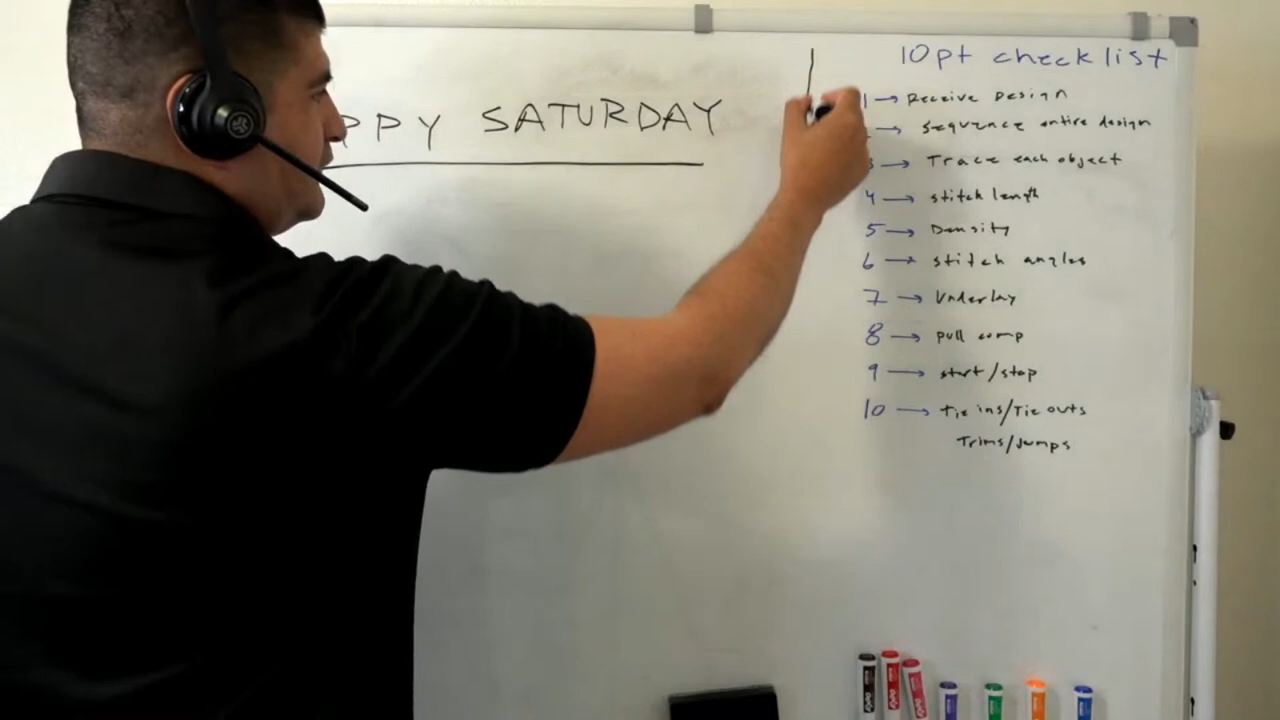 PPY SATURDAY
10pt checklist
1 → Receive Design
→ Sequence entire design
3 → Trace each object
4 → stitch length
5 → Density
6 → stitch angles
7 → Underlay
8 → pull comp
9 → start/stop
10 → Tie ins/Tie outs
Trims/Jumps